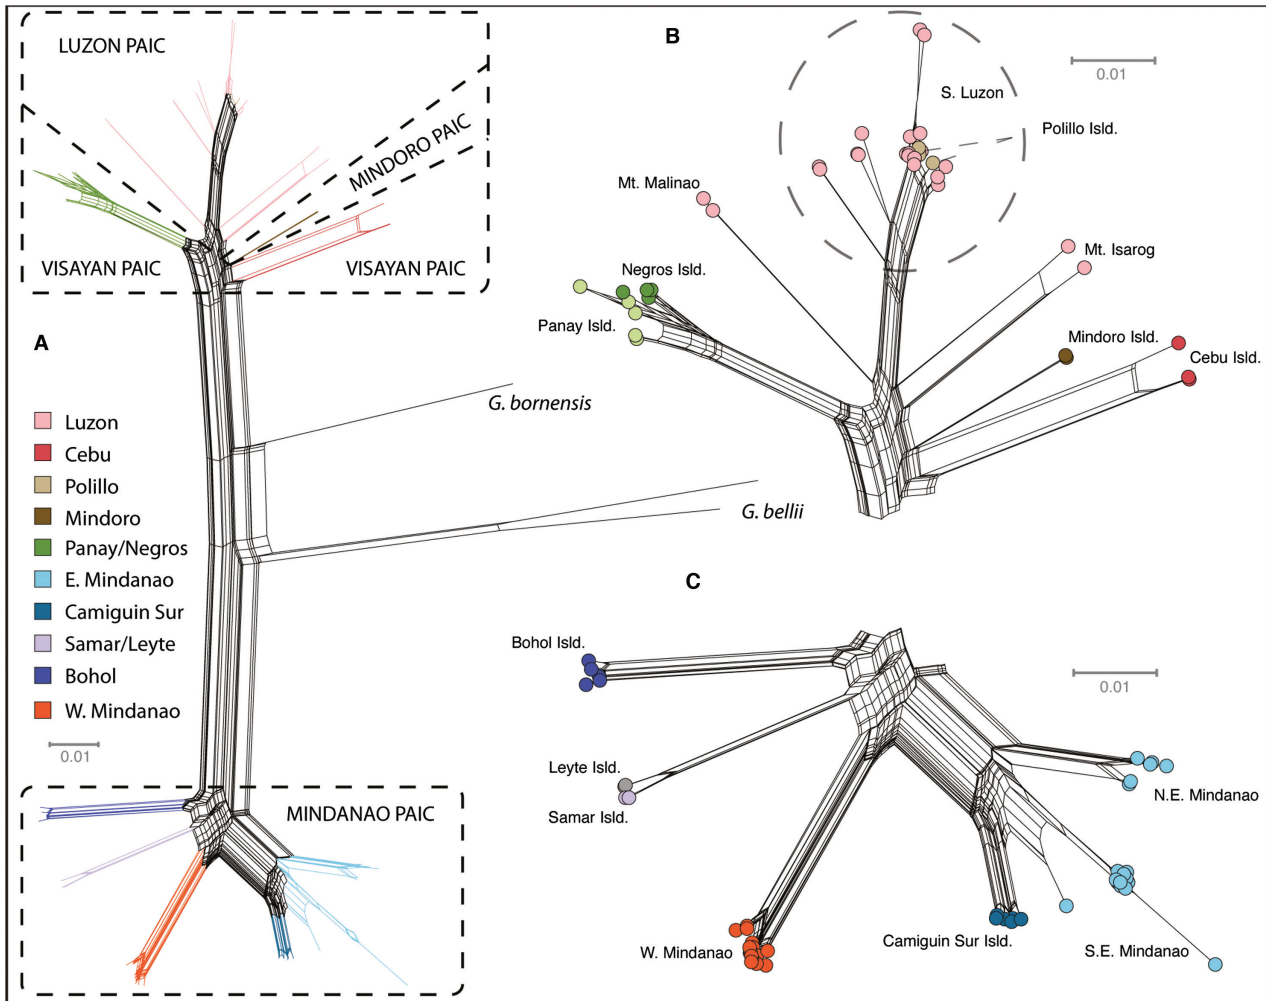 LUZON PAIC
MINDORO PAIC
VISAYAN PAIC
VISAYAN PAIC
A
G. bornensis
G. bellii
Luzon
Cebu
Polillo
Mindoro
Panay/Negros
E. Mindanao
Camiguin Sur
Samar/Leyte
Bohol
W. Mindanao
0.01
MINDANAO PAIC
B
0.01
S. Luzon
Polillo Isld.
Mt. Malinao
Mt. Isarog
Negros Isld.
Panay Isld.
Mindoro Isld.
Cebu Isld.
C
Bohol Isld.
0.01
Leyte Isld.
Samar Isld.
N.E. Mindanao
W. Mindanao
Camiguin Sur Isld.
S.E. Mindanao